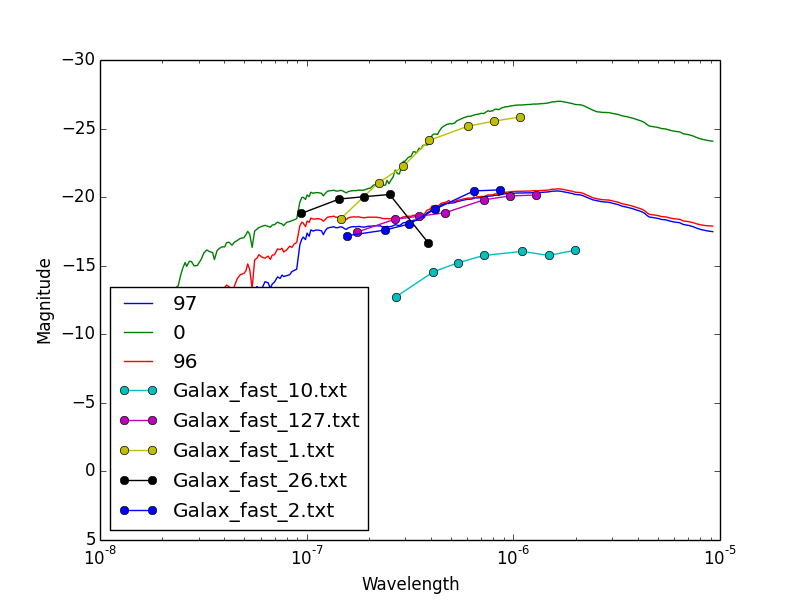 −30
−25
−20
−15
−10
−5
0
5
Magnitude
97
0
96
Galax_fast_10.txt
Galax_fast_127.txt
Galax_fast_1.txt
Galax_fast_26.txt
Galax_fast_2.txt
10^-8
10^-7
10^-6
10^-5
Wavelength